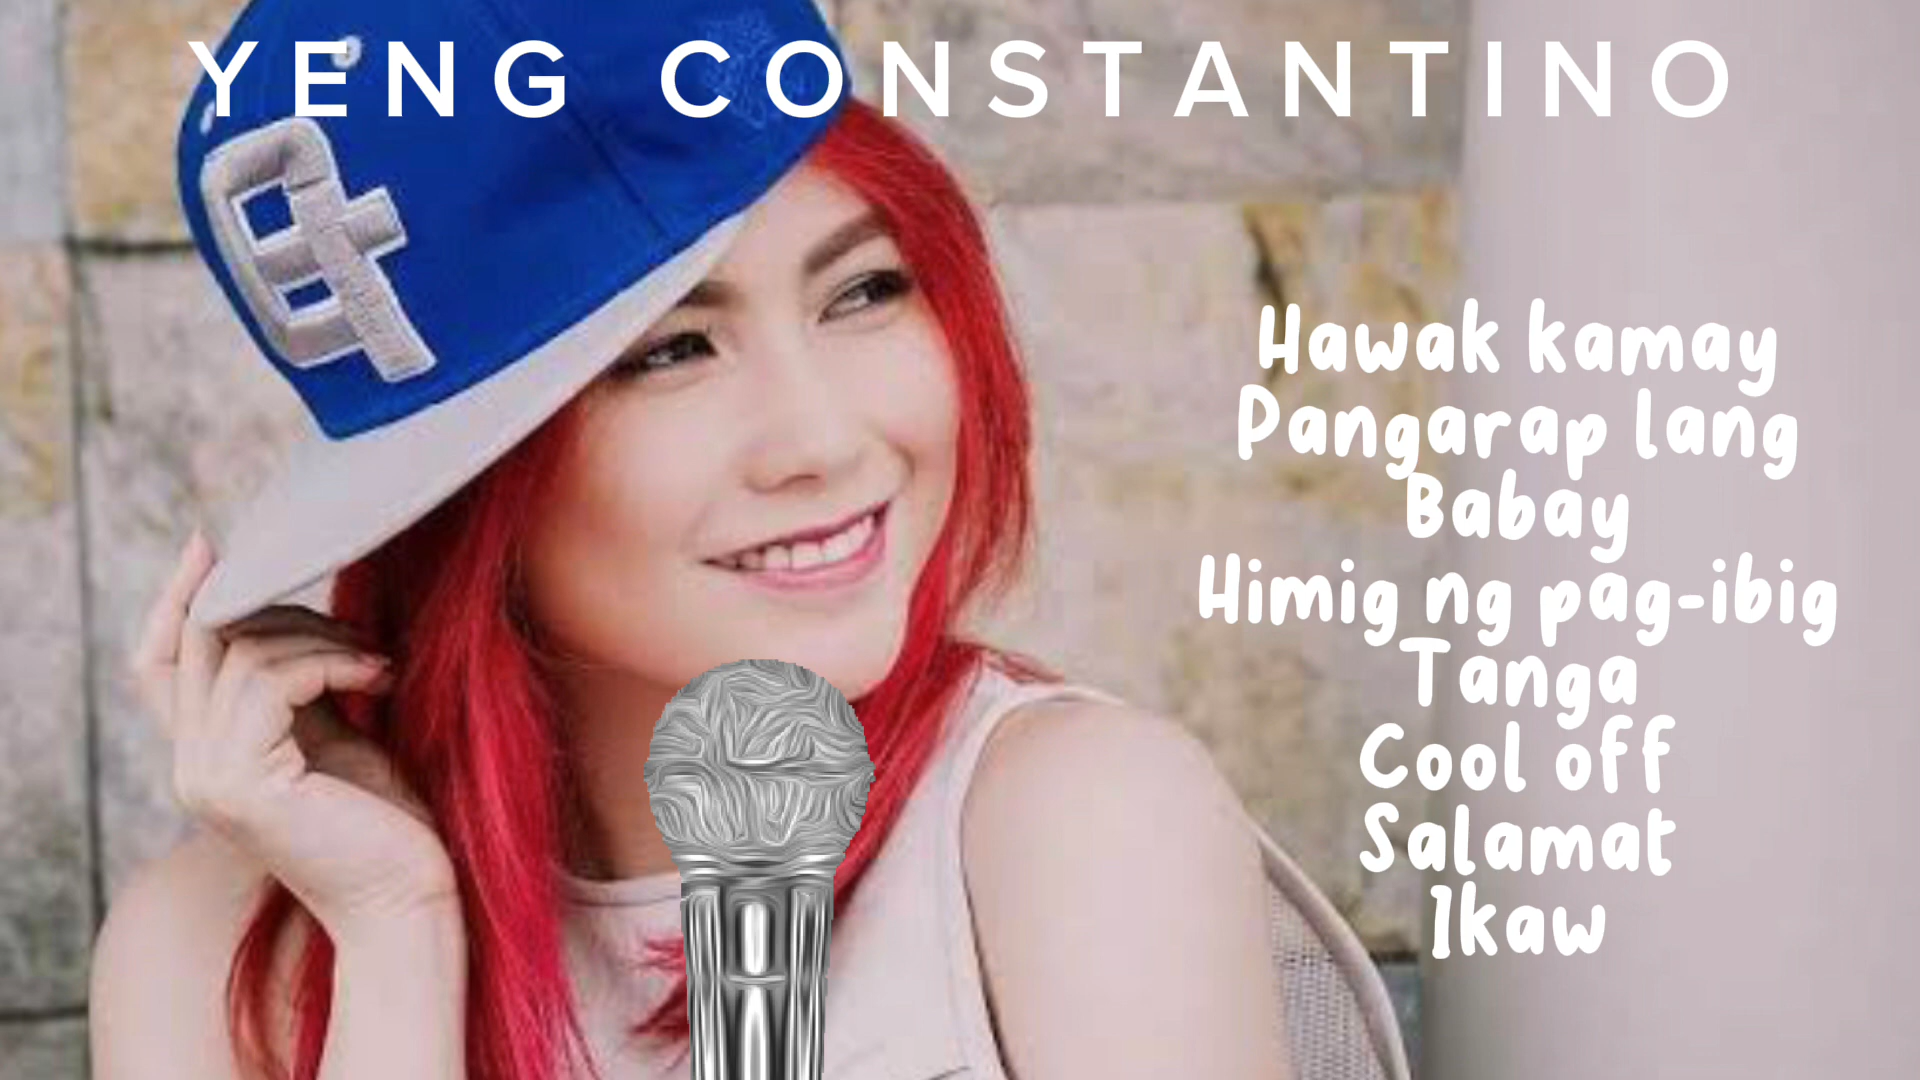 YENG CONSTANTINO
Hawak kamay
Pangarap lang
Babay
Himig ng pag-ibig
Tanga
Cool off
Salamat
Ikaw